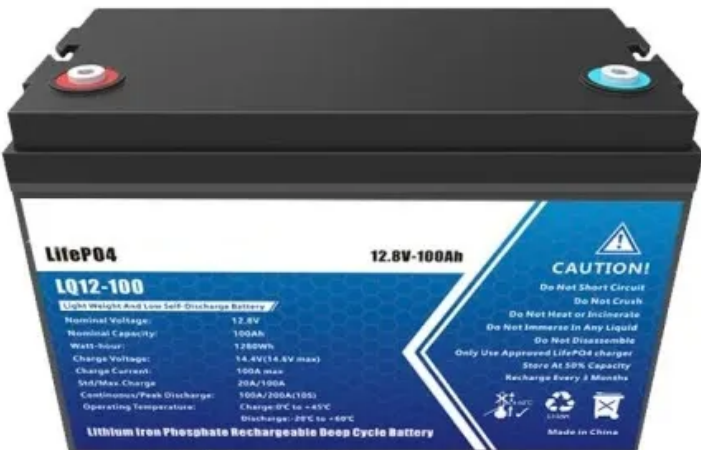 LifePO4
12.8V-100Ah
LQ12-100
Light Weight And Low Self-Discharge Battery
Nominal Voltage: 12.8V
Nominal Capacity: 100Ah
Watt-hour: 1280Wh
Charge Voltage: 14.4V(14.6V max)
Charge Current: 100A max
Std/Max.Charge 20A/100A
Continuous/Peak Discharge: 100A/200A(10S)
Operating Temperature: Charge:0℃ to +45℃
Discharge:-20℃ to +60℃
Lithium Iron Phosphate Rechargeable Deep Cycle Battery
CAUTION!
Do Not Short Circuit
Do Not Crush
Do Not Heat or Incinerate
Do Not Immerse In Any Liquid
Do Not Disassemble
Only Use Approved LifePO4 charger
Store At 50% Capacity
Recharge Every 3 Months
Made in China